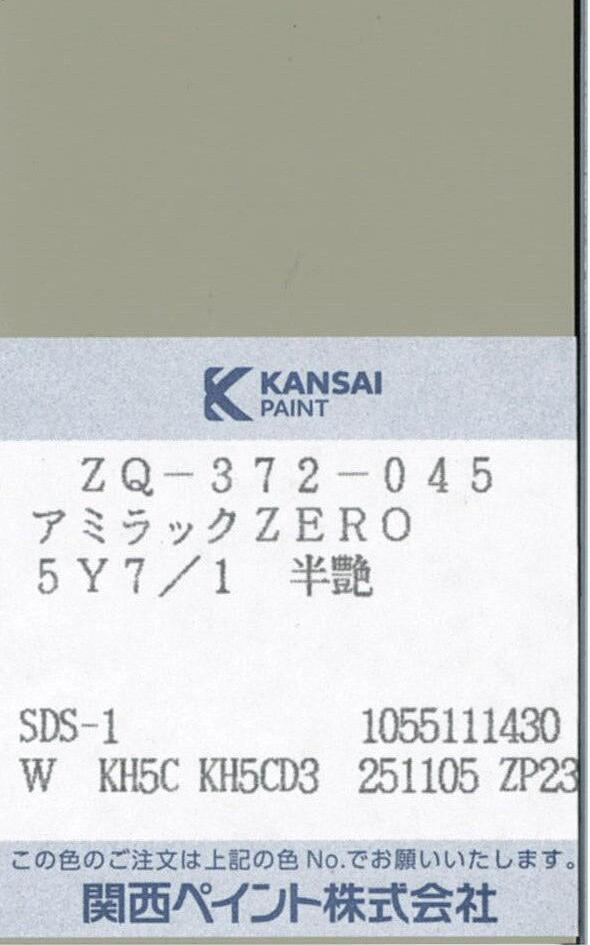 KANSAI
PAINT
ZQ-372-045
アミラックZERO
5Y7/1 半艶
SDS-1 1055111430
W KH5C KH5CD3 251105 ZP23
この色のご注文は上記の色No.でお願いいたします。
関西ペイント株式会社